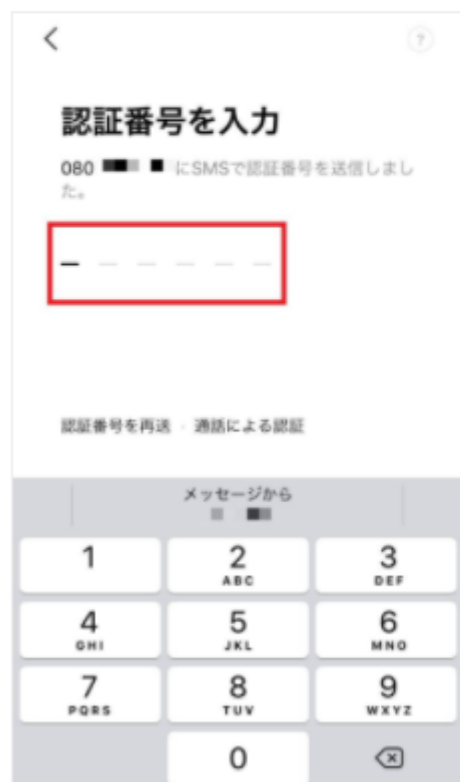 ?
認証番号を入力
080
にSMSで認証番号を送信しまし
た。
認証番号を再送 · 通話による認証
メッセージから
1
2
ABC
3
DEF
4
GHI
5
JKL
6
MNO
7
PQRS
8
TUV
9
WXYZ
0